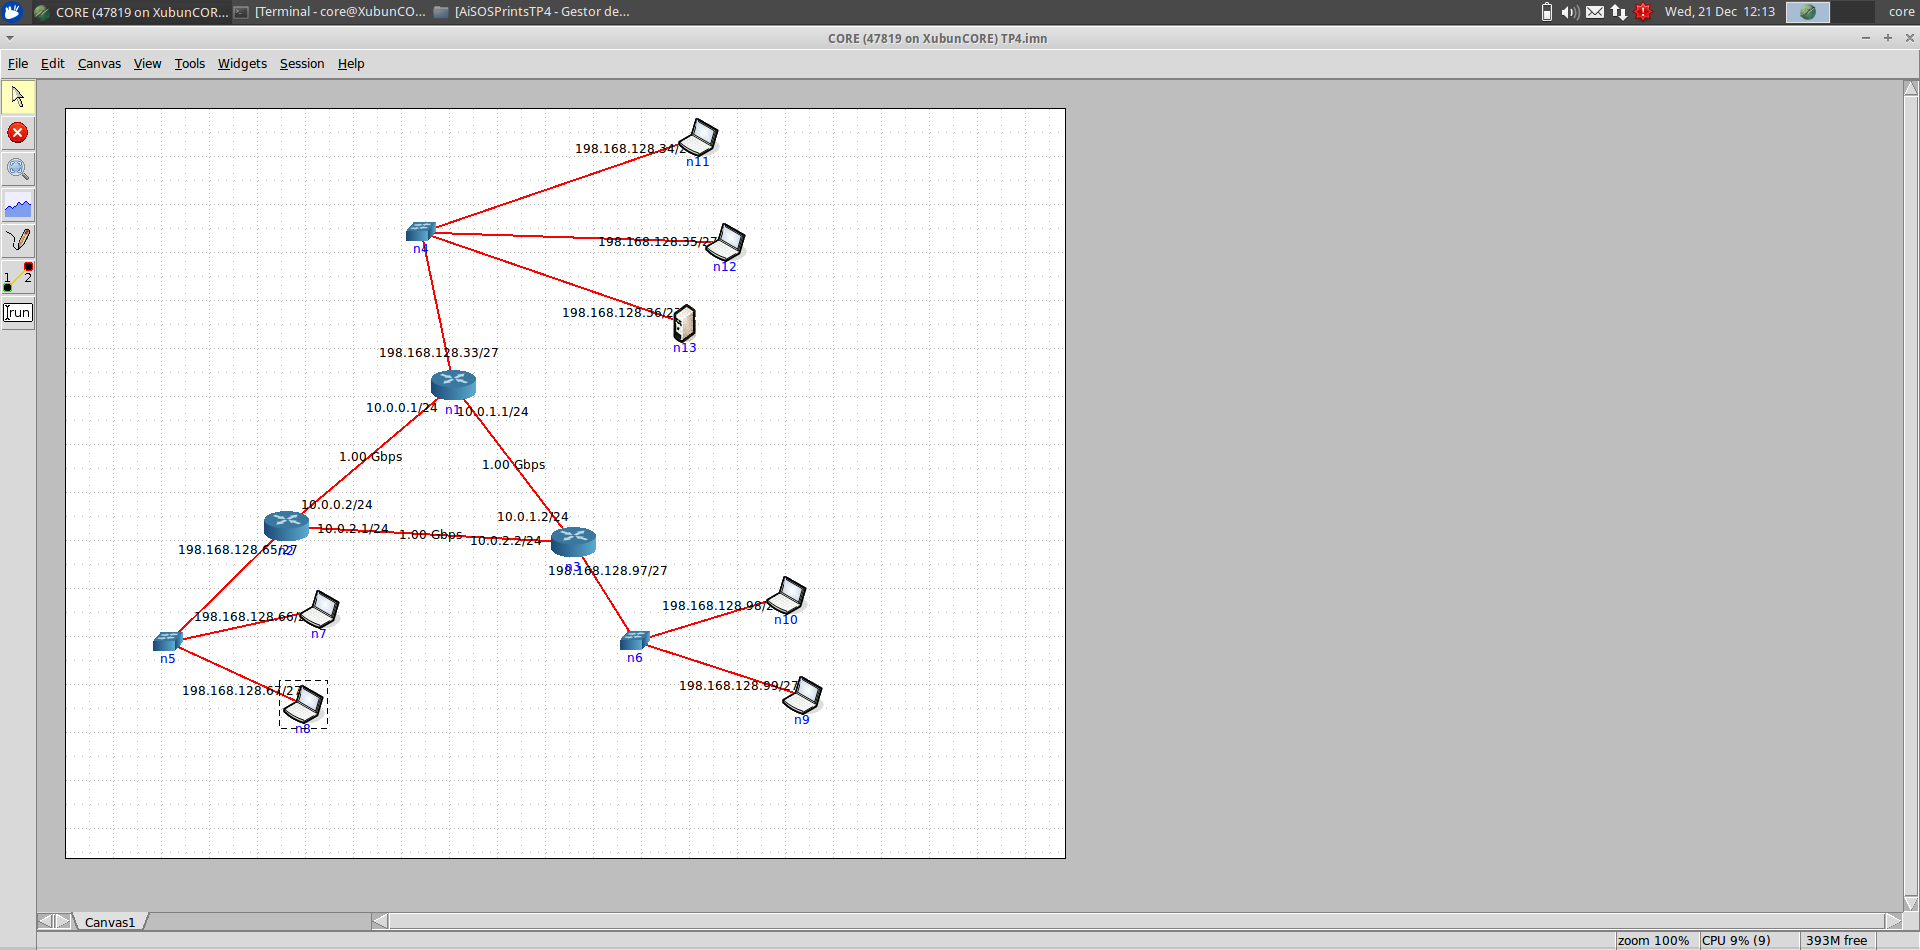 CORE (47819 on XubunCOR...
[Terminal - core@XubunCO...
[AiSOSPrintsTP4 - Gestor de...
Wed, 21 Dec 12:13
core
CORE (47819 on XubunCORE) TP4.imn
File Edit Canvas View Tools Widgets Session Help
198.168.128.34/2
n11
n4
198.168.128.35/27
n12
1 2
run
198.168.128.36/27
n13
198.168.128.33/27
10.0.0.1/24
n1
10.0.1.1/24
1.00 Gbps
1.00 Gbps
10.0.0.2/24
10.0.1.2/24
10.0.2.1/24
1.00 Gbps
10.0.2.2/24
198.168.128.65/27
n2
n3
198.168.128.97/27
198.168.128.66/2
n7
198.168.128.98/2
n10
n5
n6
198.168.128.67/27
n8
198.168.128.99/27
n9
Canvas1
zoom 100%
CPU 9% (9)
393M free